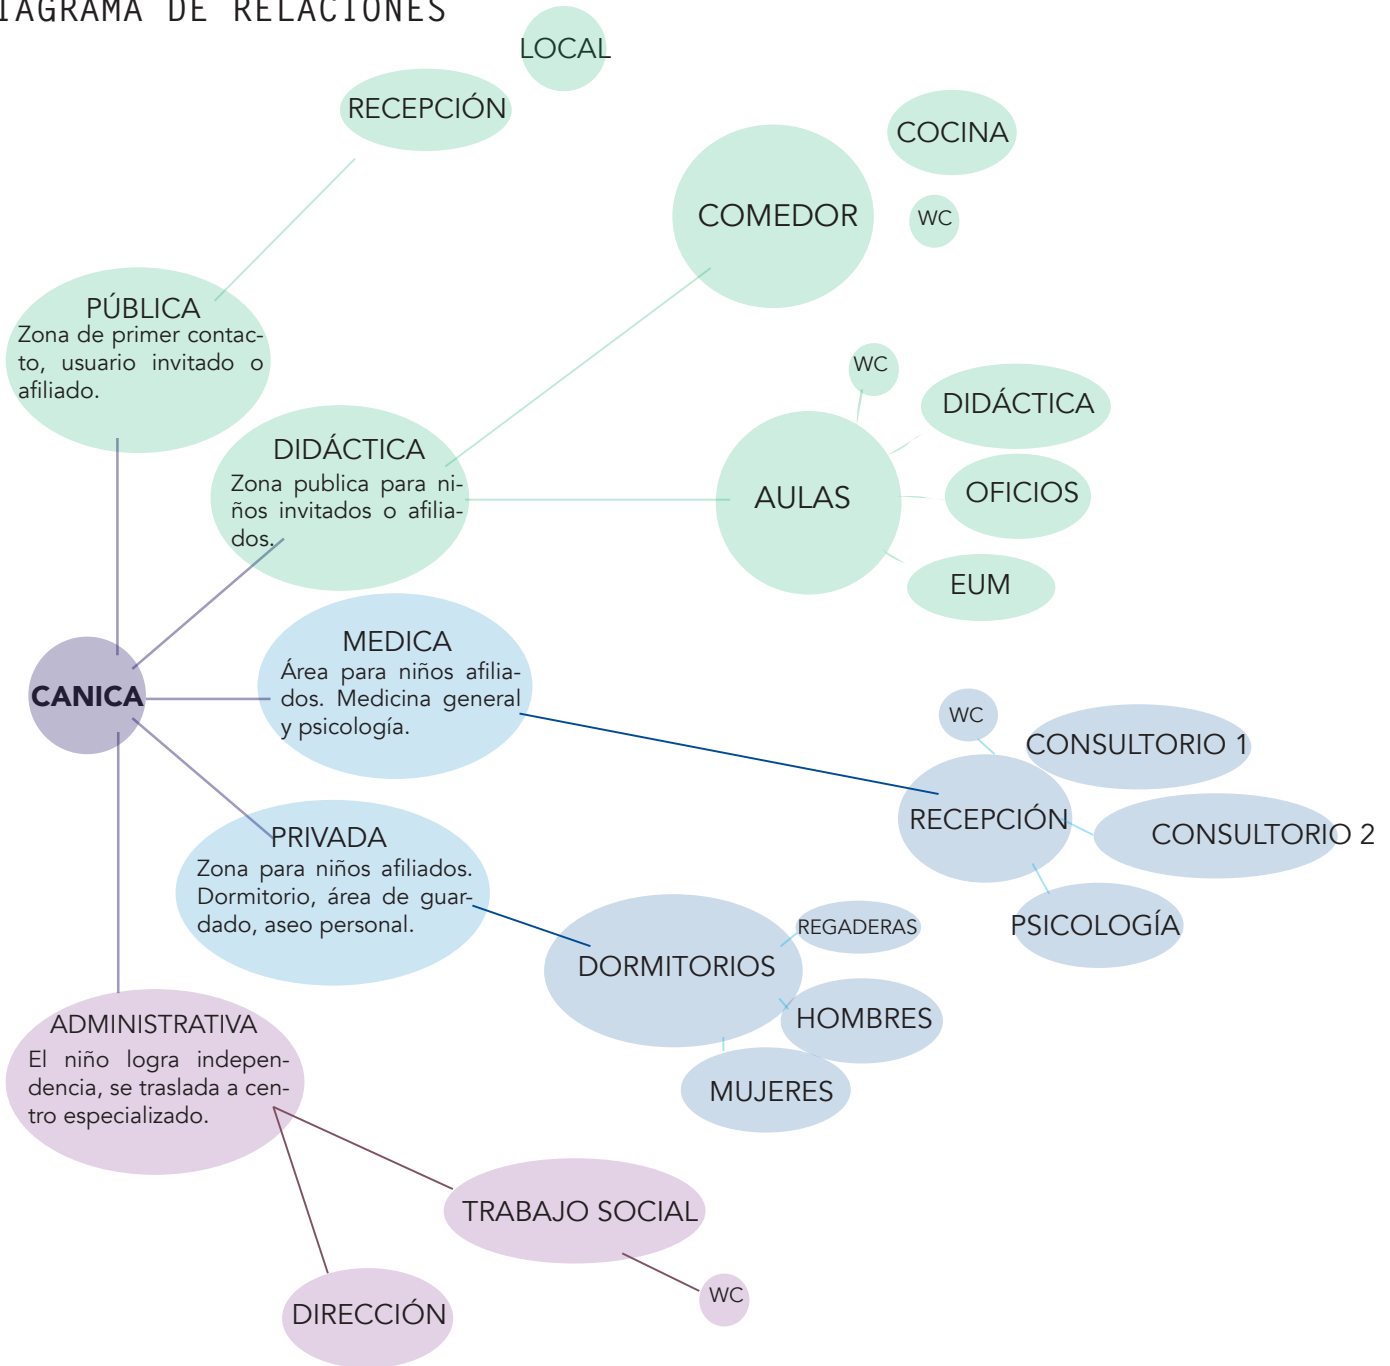 IAGRAMA DE RELACIONES
LOCAL
RECEPCIÓN
COCINA
COMEDOR
WC
PÚBLICA
Zona de primer contac-
to, usuario invitado o
afiliado.
WC
DIDÁCTICA
DIDÁCTICA
Zona publica para ni-
ños invitados o afilia-
dos.
AULAS
OFICIOS
EUM
MEDICA
Área para niños afilia-
dos. Medicina general
y psicología.
CANICA
WC
CONSULTORIO 1
RECEPCIÓN
CONSULTORIO 2
PSICOLOGÍA
PRIVADA
Zona para niños afiliados.
Dormitorio, área de guar-
dado, aseo personal.
REGADERAS
DORMITORIOS
HOMBRES
MUJERES
ADMINISTRATIVA
El niño logra indepen-
dencia, se traslada a cen-
tro especializado.
TRABAJO SOCIAL
WC
DIRECCIÓN